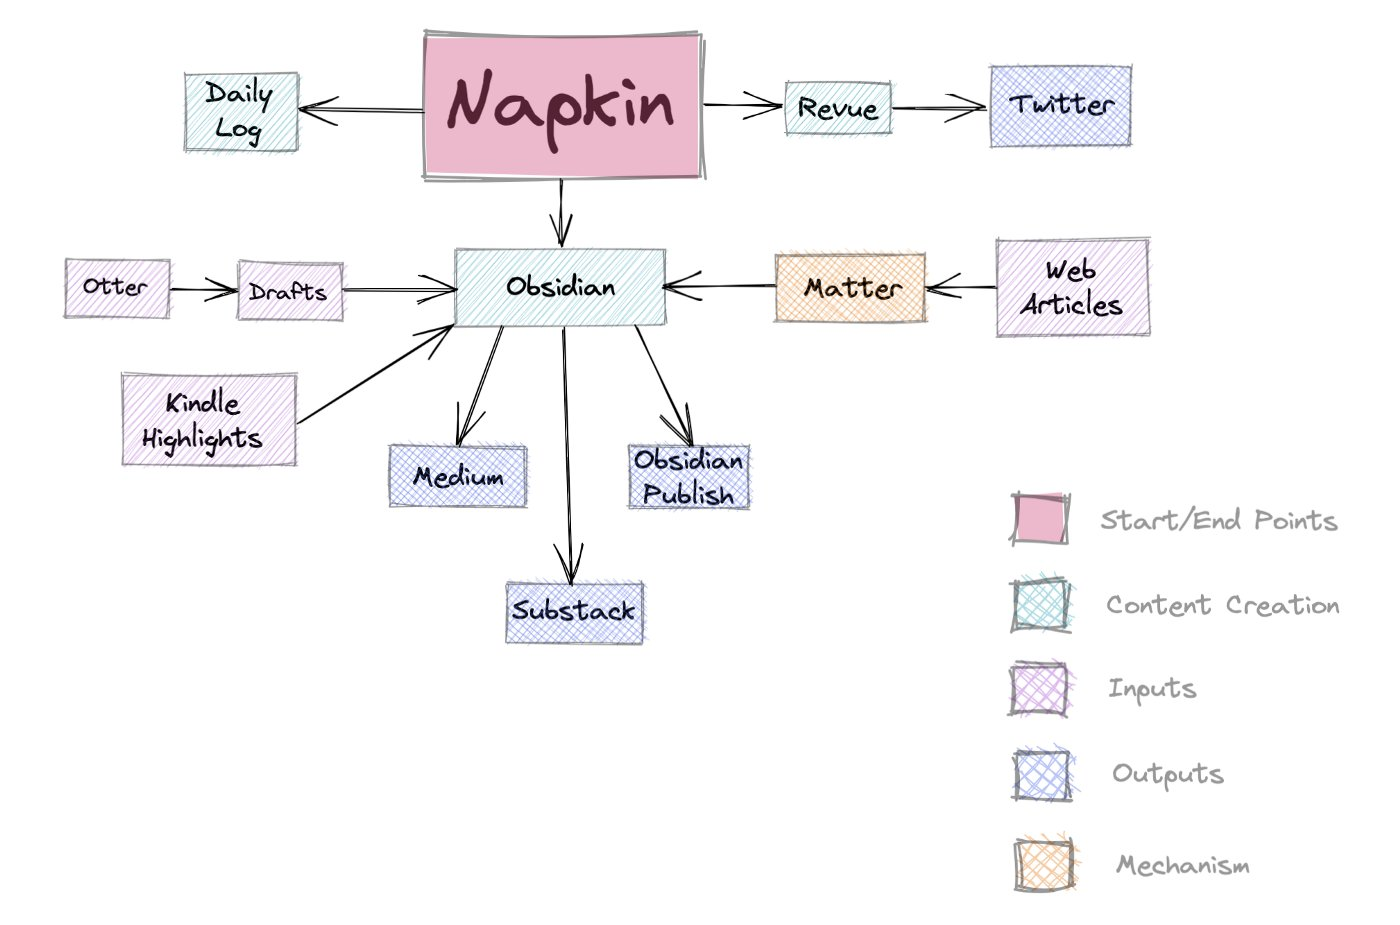 Napkin
Daily
Log
Revue
Twitter
Otter
Drafts
Obsidian
Matter
Web
Articles
Kindle
Highlights
Medium
Obsidian
Publish
Substack
Start/End Points
Content Creation
Inputs
Outputs
Mechanism